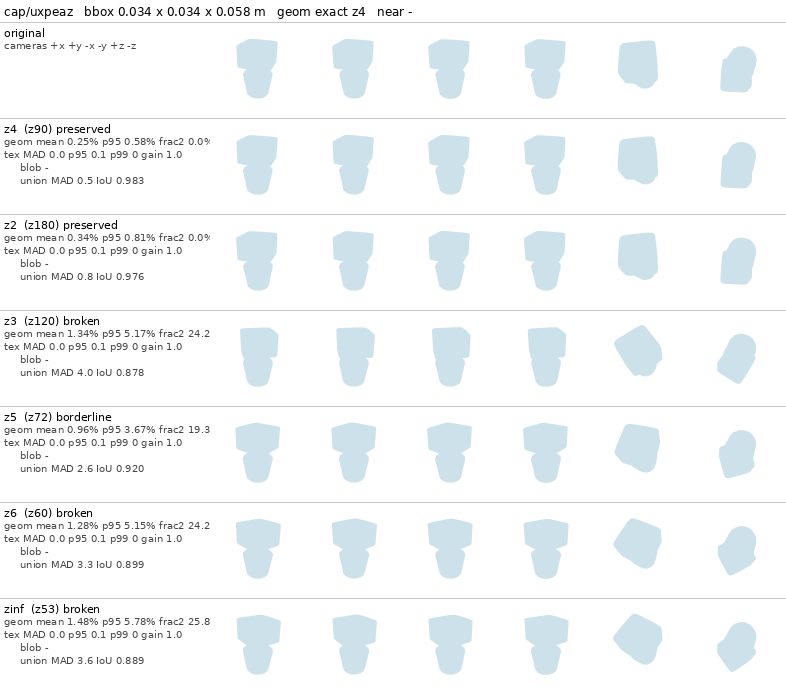 cap/uxpeaz bbox 0.034 x 0.034 x 0.058 m geom exact z4 near -
original
cameras +x +y -x -y +z -z
z4 (z90) preserved
geom mean 0.25% p95 0.58% frac2 0.0%
tex MAD 0.0 p95 0.1 p99 0 gain 1.0
blob -
union MAD 0.5 IoU 0.983
z2 (z180) preserved
geom mean 0.34% p95 0.81% frac2 0.0%
tex MAD 0.0 p95 0.1 p99 0 gain 1.0
blob -
union MAD 0.8 IoU 0.976
z3 (z120) broken
geom mean 1.34% p95 5.17% frac2 24.2
tex MAD 0.0 p95 0.1 p99 0 gain 1.0
blob -
union MAD 4.0 IoU 0.878
z5 (z72) borderline
geom mean 0.96% p95 3.67% frac2 19.3
tex MAD 0.0 p95 0.1 p99 0 gain 1.0
blob -
union MAD 2.6 IoU 0.920
z6 (z60) broken
geom mean 1.28% p95 5.15% frac2 24.2
tex MAD 0.0 p95 0.1 p99 0 gain 1.0
blob -
union MAD 3.3 IoU 0.899
zinf (z53) broken
geom mean 1.48% p95 5.78% frac2 25.8
tex MAD 0.0 p95 0.1 p99 0 gain 1.0
blob -
union MAD 3.6 IoU 0.889